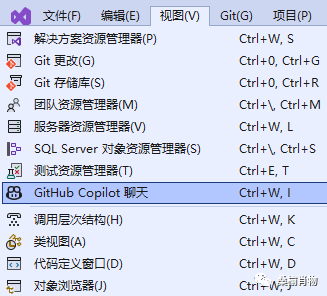 文件(F) 编辑(E) 视图(V) Git(G) 项目(P)
解决方案资源管理器(P) Ctrl+W, S
Git 更改(G) Ctrl+0, Ctrl+G
Git 存储库(S) Ctrl+0, Ctrl+R
团队资源管理器(M) Ctrl+\, Ctrl+M
服务器资源管理器(V) Ctrl+W, L
SQL Server 对象资源管理器(S) Ctrl+\, Ctrl+S
测试资源管理器(T) Ctrl+E, T
GitHub Copilot 聊天 Ctrl+W, I
调用层次结构(H) Ctrl+W, K
类视图(A) Ctrl+W, C
代码定义窗口(D) Ctrl+W, D
对象浏览器(J) Ctrl+W, J